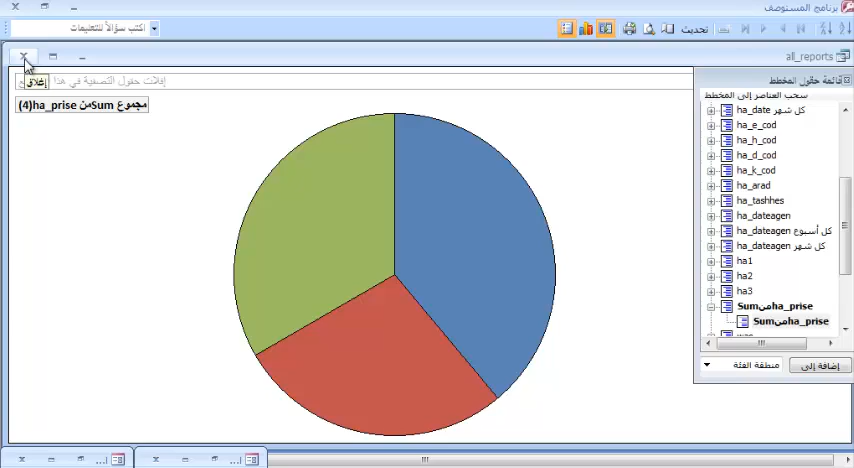 برنامج المستوصف
اكتب سؤالاً للتعليمات
تحديث
all_reports
إغلاق
إفلات حقول التصفية في هذا
مجموع Sumمن ha_prise(4)
قائمة حقول المخطط
سحب العناصر إلى المخطط
ha_date كل شهر
ha_e_cod
ha_h_cod
ha_d_cod
ha_k_cod
ha_arad
ha_tashhes
ha_dateagen
ha_dateagen كل أسبوع
ha_dateagen كل شهر
ha1
ha2
ha3
Sumمنha_prise
Sumمنha_prise
منطقة الفئة
إضافة إلى
ا...
ا...